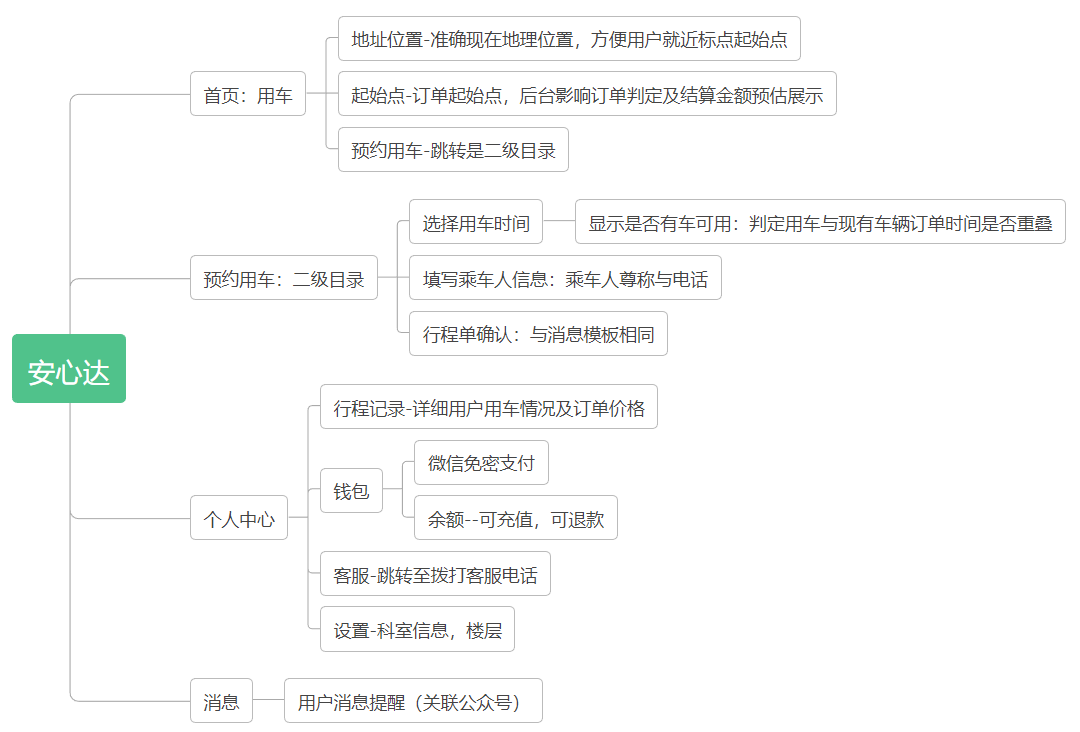 安心达
首页：用车
地址位置-准确现在地理位置，方便用户就近标点起始点
起始点-订单起始点，后台影响订单判定及结算金额预估展示
预约用车-跳转是二级目录
预约用车：二级目录
选择用车时间
显示是否有车可用：判定用车与现有车辆订单时间是否重叠
填写乘车人信息：乘车人尊称与电话
行程单确认：与消息模板相同
个人中心
行程记录-详细用户用车情况及订单价格
钱包
微信免密支付
余额--可充值，可退款
客服-跳转至拨打客服电话
设置-科室信息，楼层
消息
用户消息提醒（关联公众号）